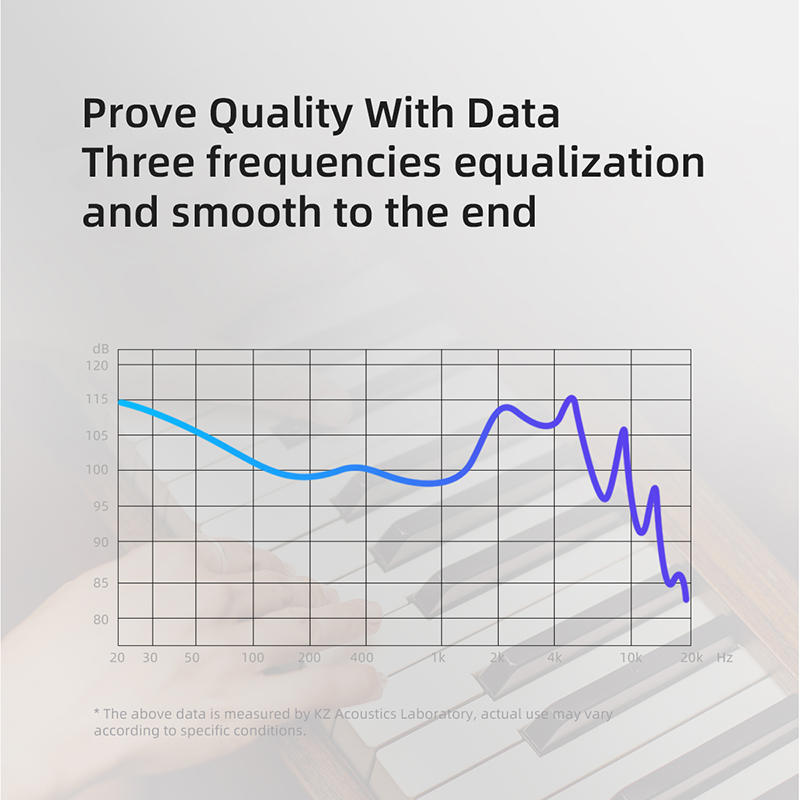 Prove Quality With Data
Three frequencies equalization
and smooth to the end
dB
120
115
105
100
95
90
85
80
20 30 50 100 200 400 1k 2k 4k 10k 20k Hz
* The above data is measured by KZ Acoustics Laboratory, actual use may vary
according to specific conditions.